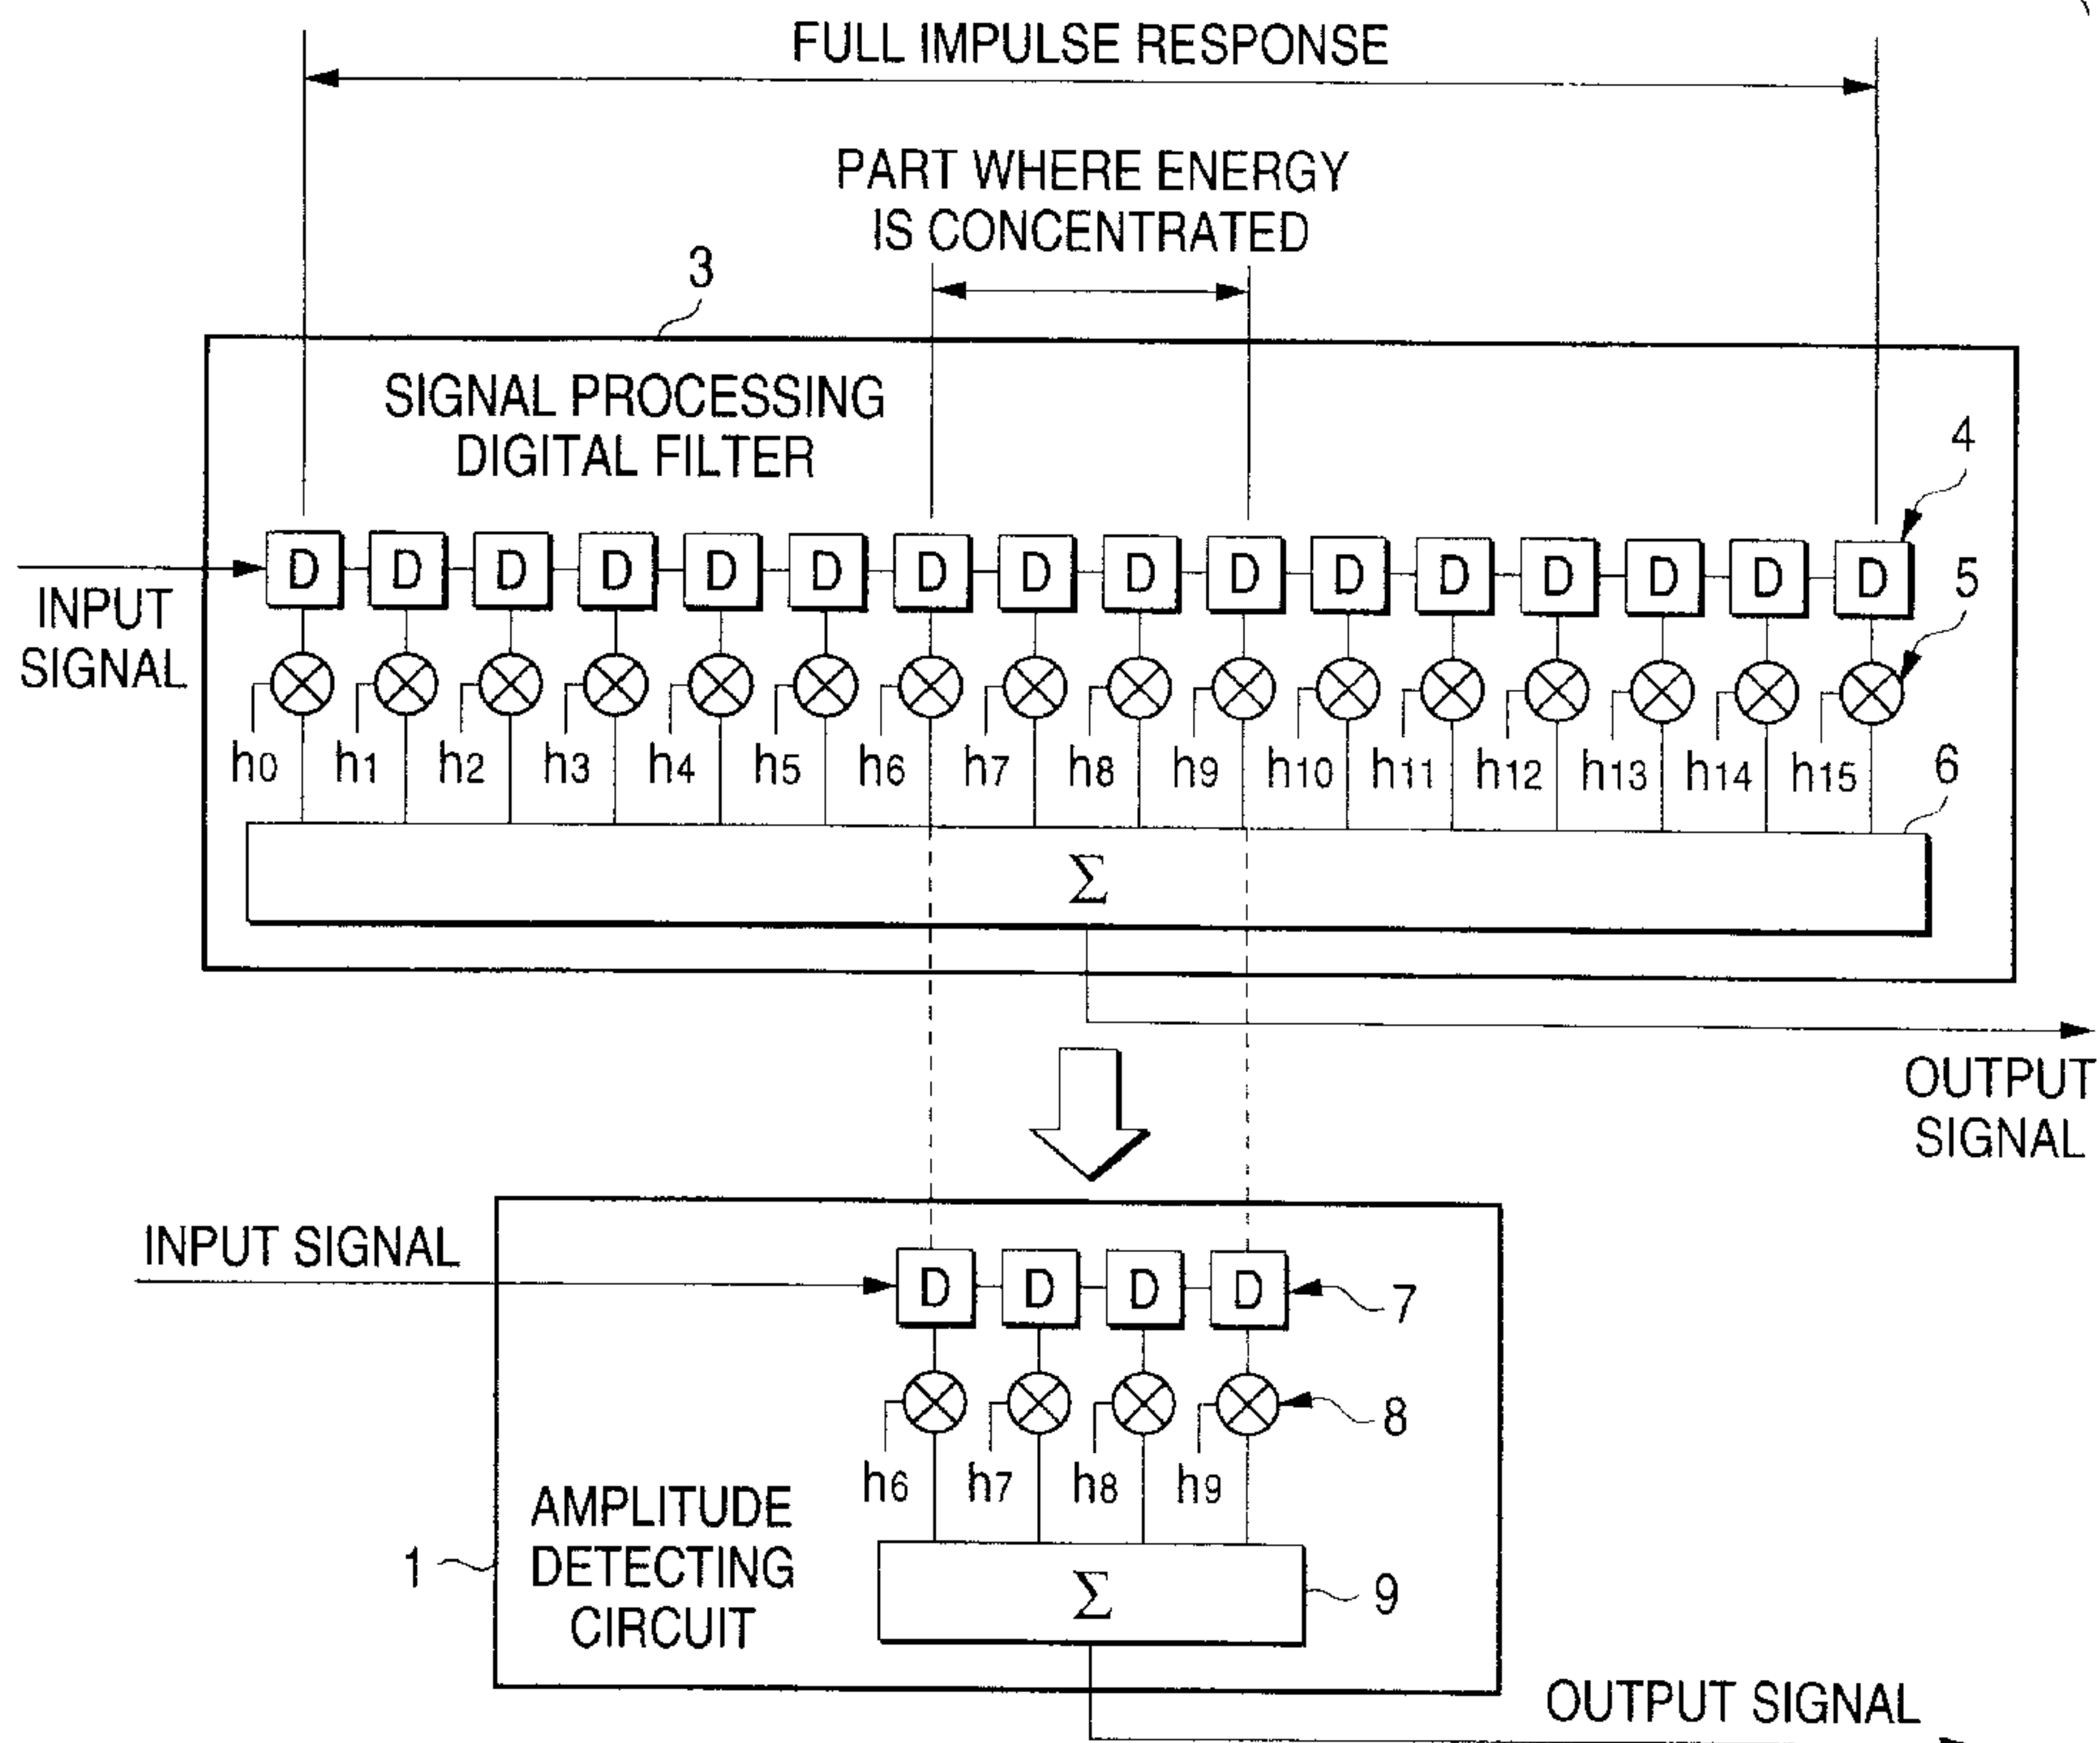 FULL IMPULSE RESPONSE
PART WHERE ENERGY
IS CONCENTRATED
3
SIGNAL PROCESSING
DIGITAL FILTER
4
D D D D D D D D D D D D D D D D
INPUT
SIGNAL
5
h0 h1 h2 h3 h4 h5 h6 h7 h8 h9 h10 h11 h12 h13 h14 h15
6
Σ
OUTPUT
SIGNAL
INPUT SIGNAL
D D D D
7
8
h6 h7 h8 h9
AMPLITUDE
DETECTING
CIRCUIT
1
Σ
9
OUTPUT SIGNAL